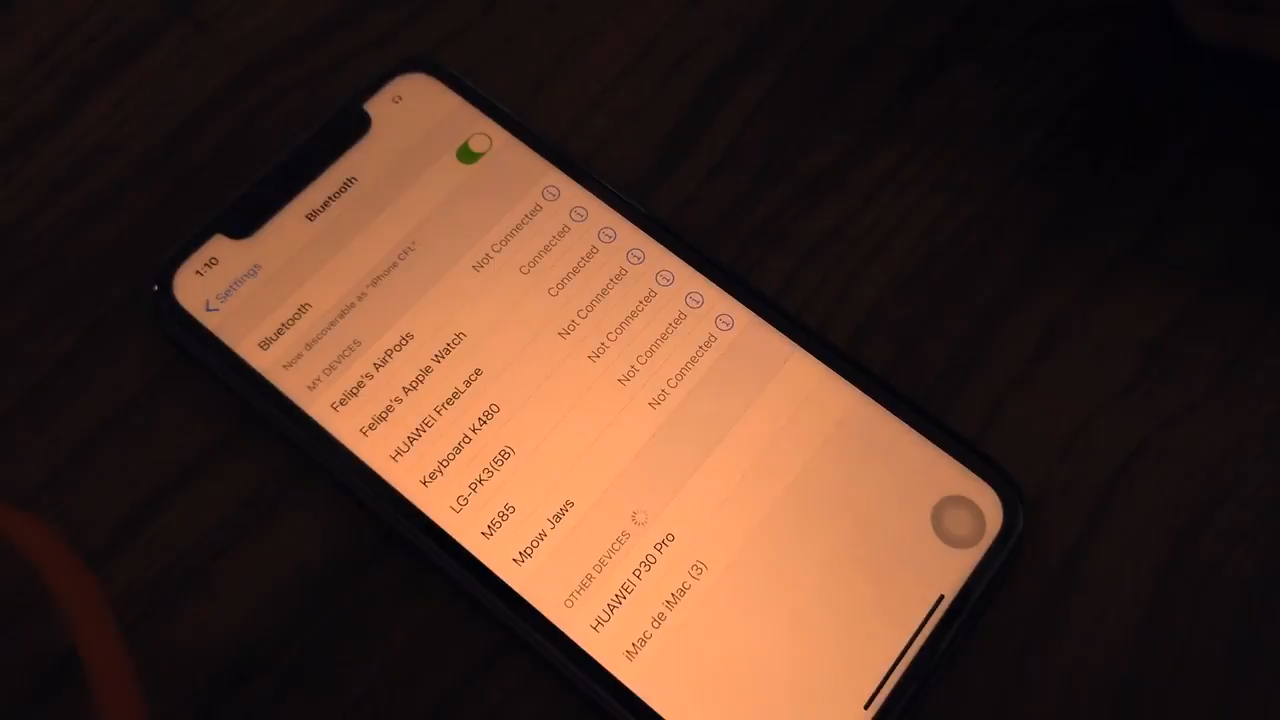 1:10
Settings
Bluetooth
Bluetooth
Now discoverable as "iPhone CFL"
MY DEVICES
Felipe's AirPods Not Connected
Felipe's Apple Watch Connected
HUAWEI FreeLace Connected
Keyboard K480 Not Connected
LG-PK3(5B) Not Connected
M585 Not Connected
Mpow Jaws Not Connected
OTHER DEVICES
HUAWEI P30 Pro
iMac de iMac (3)